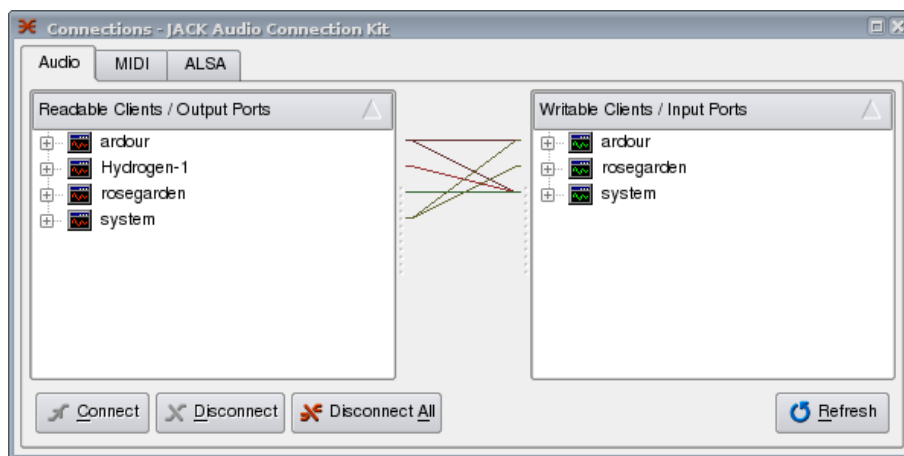 Connections - JACK Audio Connection Kit
Audio MIDI ALSA
Readable Clients / Output Ports
ardour
Hydrogen-1
rosegarden
system
Writable Clients / Input Ports
ardour
rosegarden
system
Connect Disconnect Disconnect All Refresh